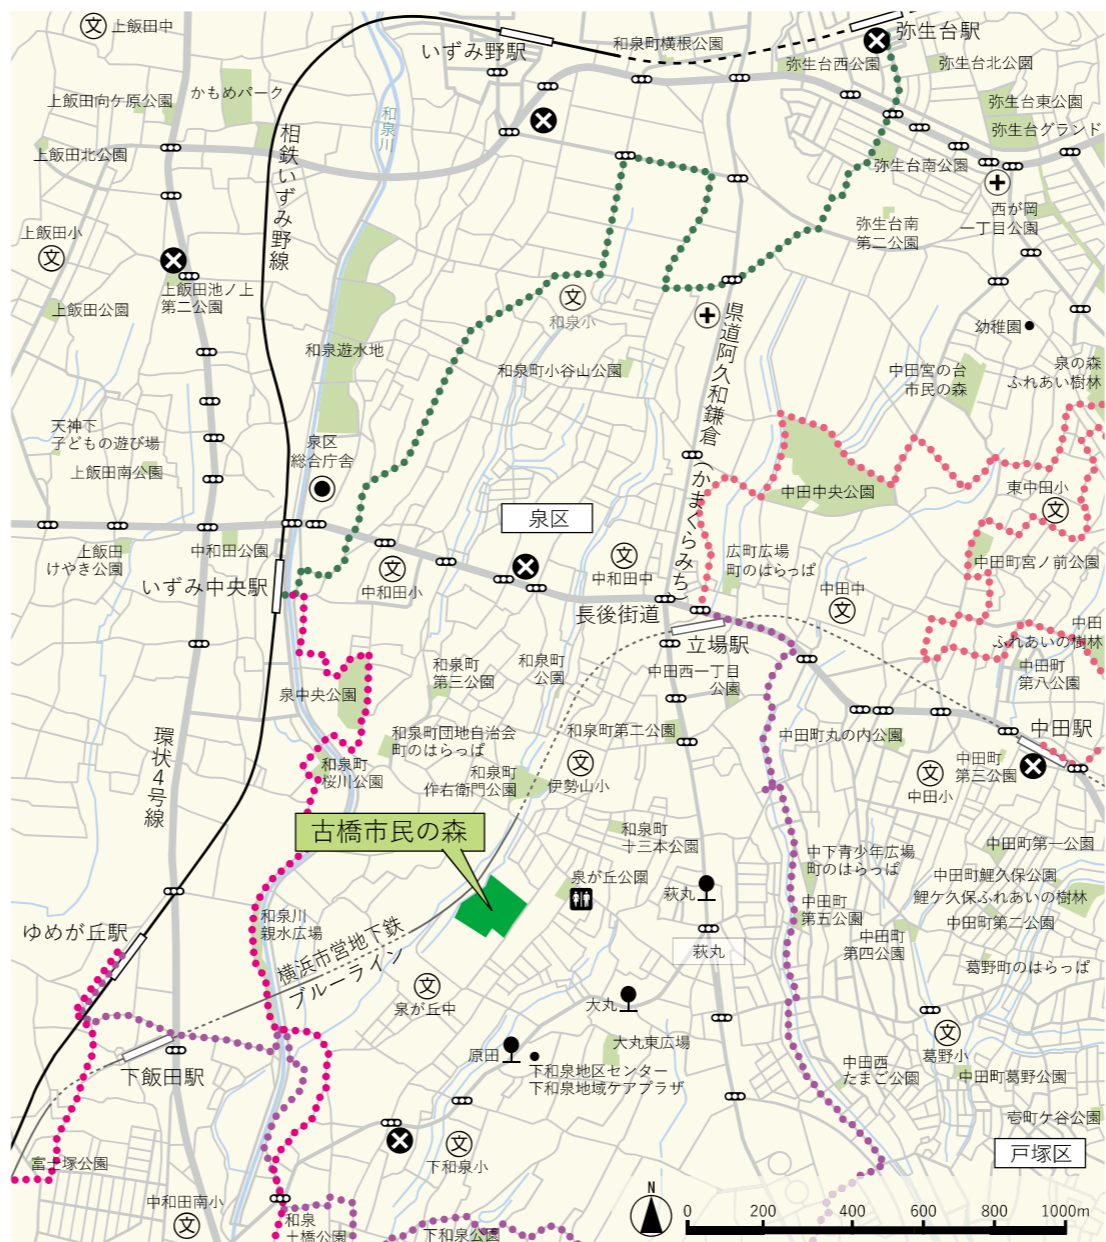 上飯田中
いずみ野駅
和泉町横根公園
弥生台駅
弥生台西公園
弥生台北公園
上飯田向ケ原公園
かもめパーク
和泉川
弥生台東公園
弥生台グランド
上飯田北公園
相鉄いずみ野線
弥生台南公園
西が岡
一丁目公園
弥生台南
第二公園
上飯田小
文
上飯田池ノ上
第二公園
上飯田公園
和泉小
県道阿久和鎌倉(かまくらみち)
幼稚園
和泉遊水地
和泉町小谷山公園
中田宮の台
市民の森
泉の森
ふれあい樹林
天神下
子どもの遊び場
上飯田南公園
泉区
総合庁舎
中田中央公園
東中田小
泉区
上飯田
けやき公園
中和田公園
いずみ中央駅
中和田小
中和田中
広町広場
町のはらっぱ
中田町宮ノ前公園
中田中
長後街道
立場駅
中田
ふれあいの樹林
中田町
第八公園
泉中央公園
和泉町
第三公園
和泉町
公園
中田西一丁目
公園
環状4号線
和泉町団地自治会
町のはらっぱ
和泉町第二公園
中田町丸の内公園
中田駅
和泉町
桜川公園
和泉町
作右衛門公園
伊勢山小
中田町
第三公園
中田小
古橋市民の森
和泉町
十三本公園
中下青少年広場
町のはらっぱ
中田町第一公園
泉が丘公園
萩丸
中田町鯉久保公園
鯉ケ久保ふれあいの樹林
中田町
第五公園
中田町第二公園
ゆめが丘駅
和泉川
親水広場
横浜市営地下鉄
ブルーライン
萩丸
中田町
第四公園
葛野町のはらっぱ
泉が丘中
大丸
下飯田駅
原田
大丸東広場
下和泉地区センター
下和泉地域ケアプラザ
中田西
たまご公園
葛野小
中田町葛野公園
壱町ケ谷公園
富士塚公園
下和泉小
戸塚区
中和田南小
和泉
土橋公園
下和泉公園
N
0 200 400 600 800 1000m